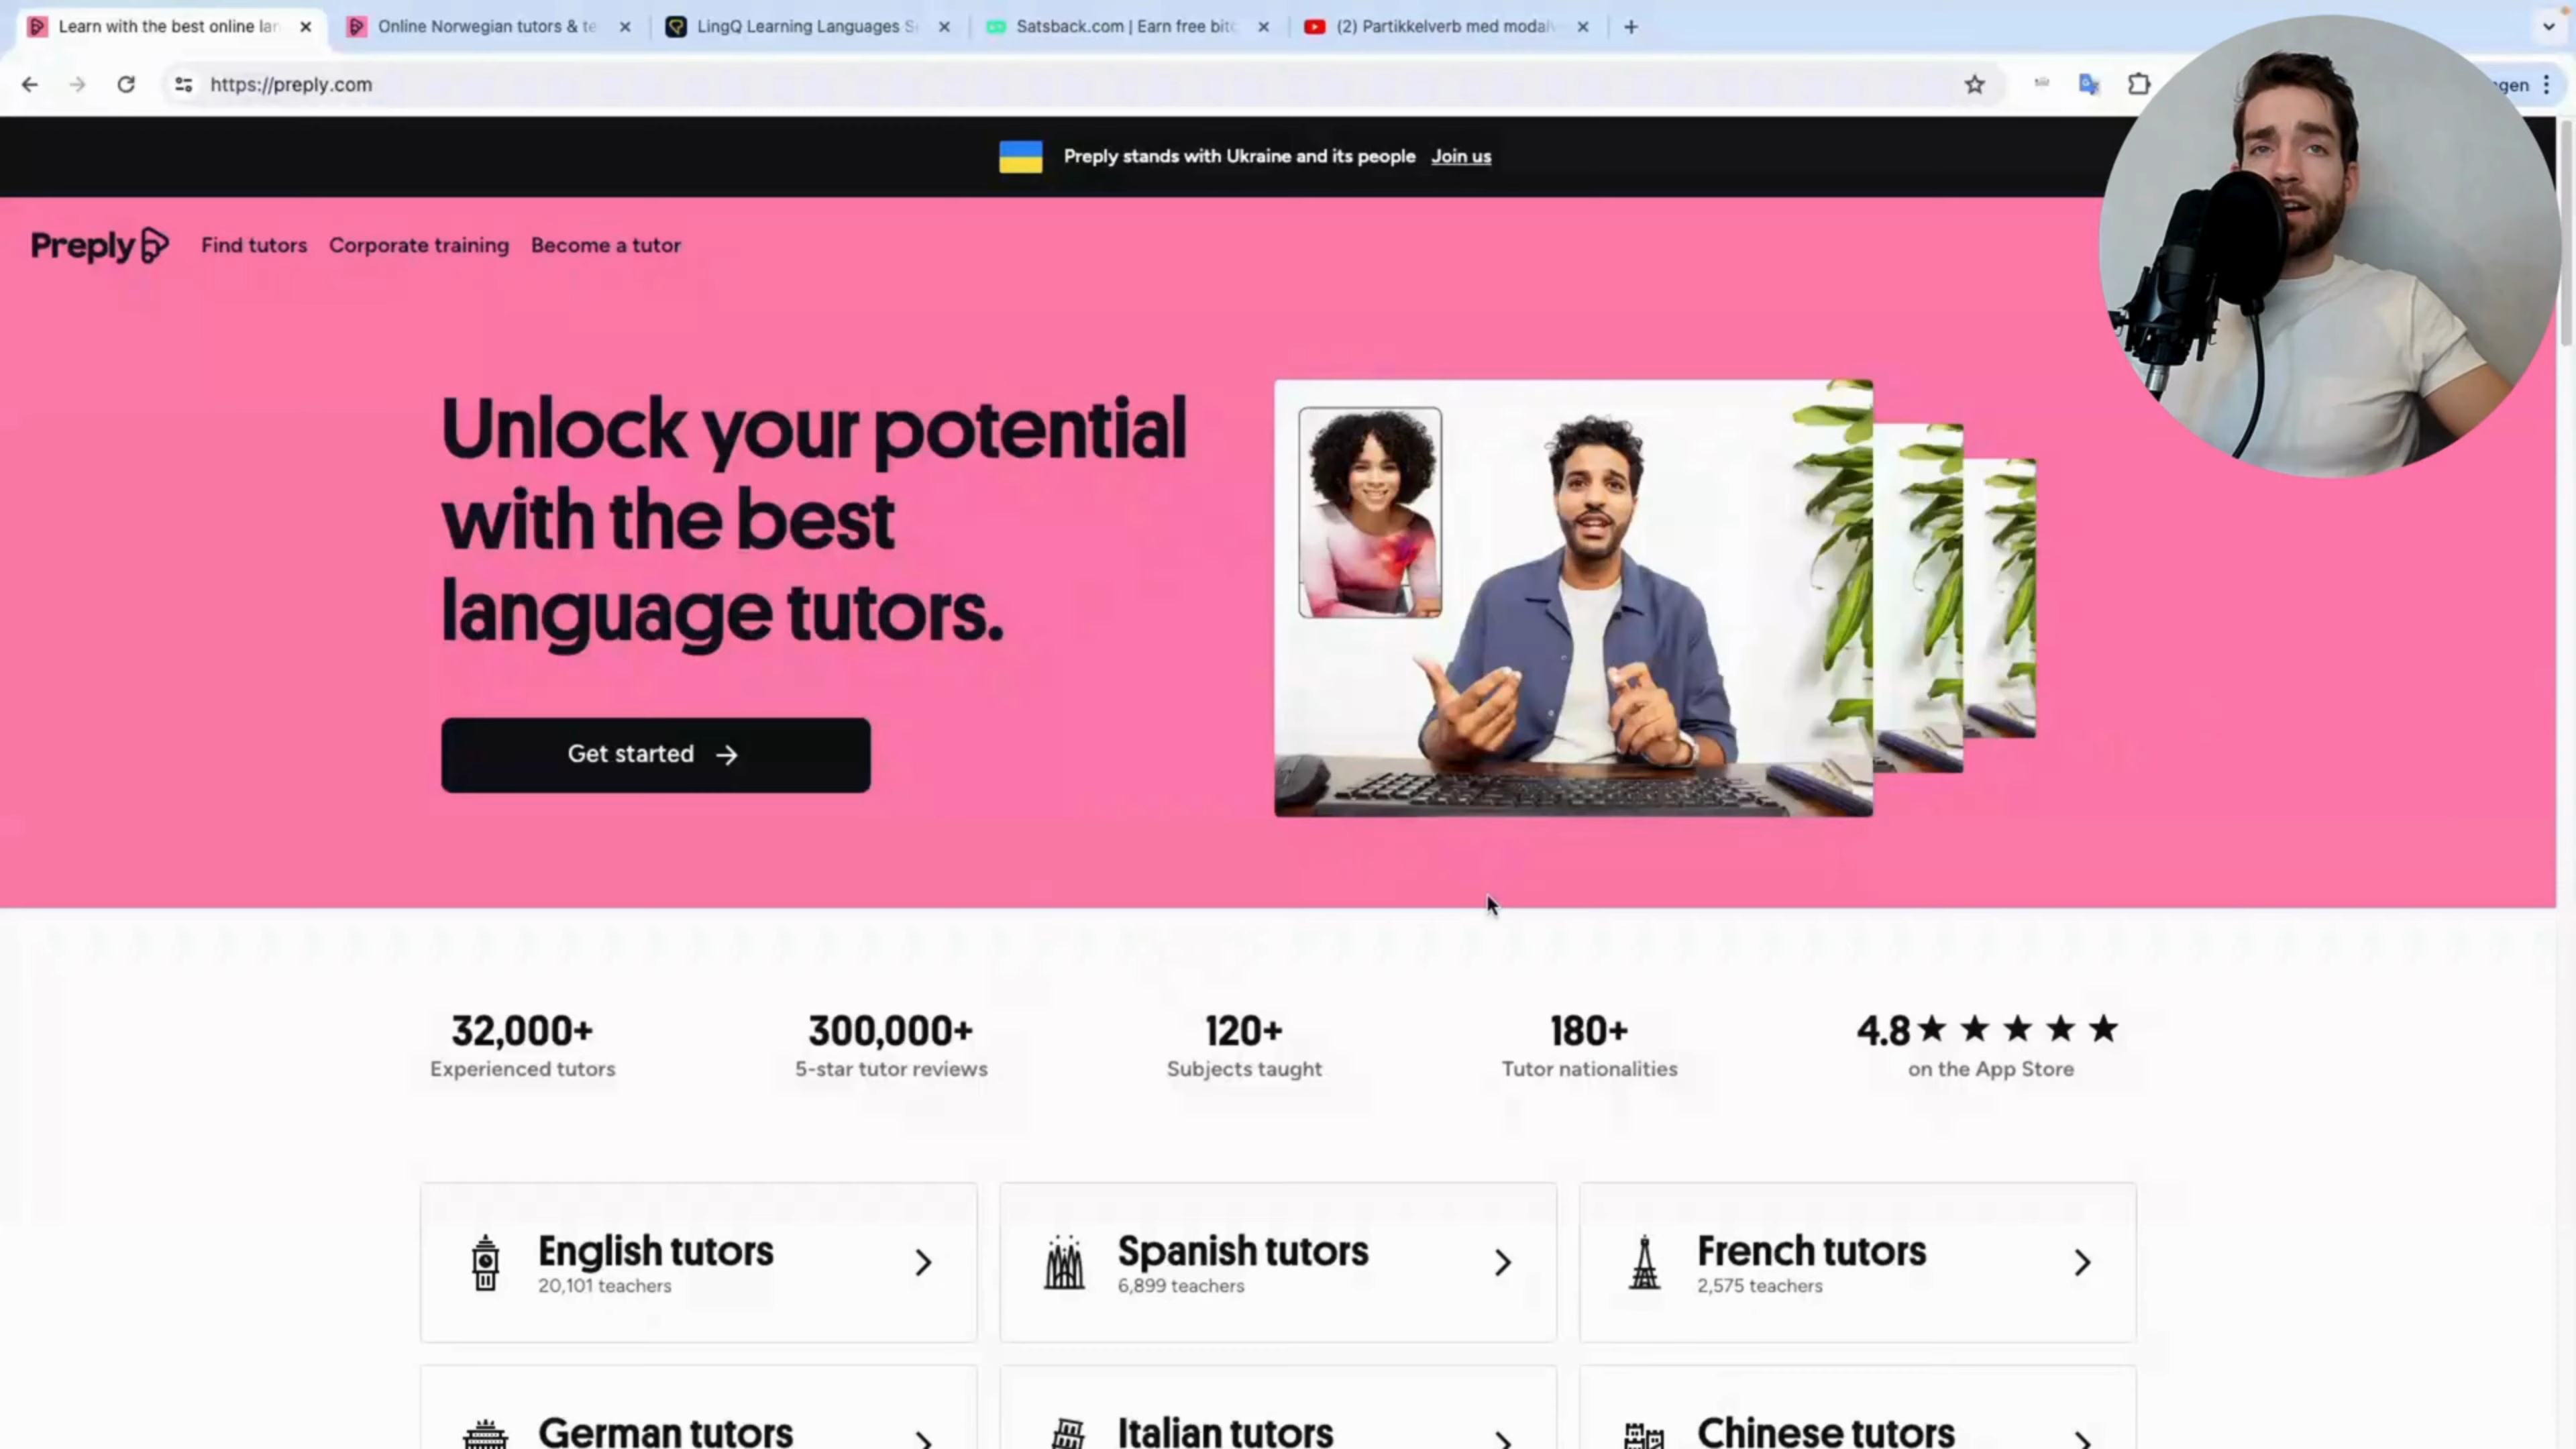 Learn with the best online lan
Online Norwegian tutors & te
LingQ Learning Languages S
Satsback.com | Earn free bitc
(2) Partikkelverb med modalv
https://preply.com
gen
Preply stands with Ukraine and its people Join us
Preply
Find tutors
Corporate training
Become a tutor
Unlock your potential
with the best
language tutors.
Get started →
32,000+
Experienced tutors
300,000+
5-star tutor reviews
120+
Subjects taught
180+
Tutor nationalities
4.8 ★ ★ ★ ★ ★
on the App Store
English tutors
20,101 teachers
Spanish tutors
6,899 teachers
French tutors
2,575 teachers
German tutors
Italian tutors
Chinese tutors